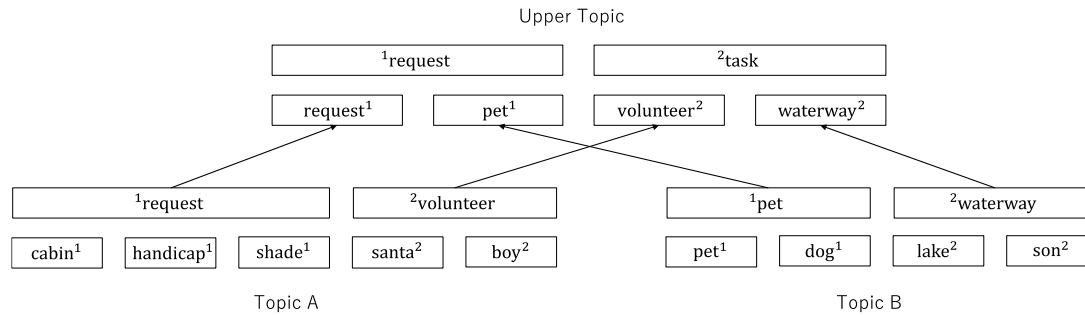 Upper Topic
¹request ²task
request¹ pet¹ volunteer² waterway²
¹request ²volunteer ¹pet ²waterway
cabin¹ handicap¹ shade¹ santa² boy² pet¹ dog¹ lake² son²
Topic A Topic B